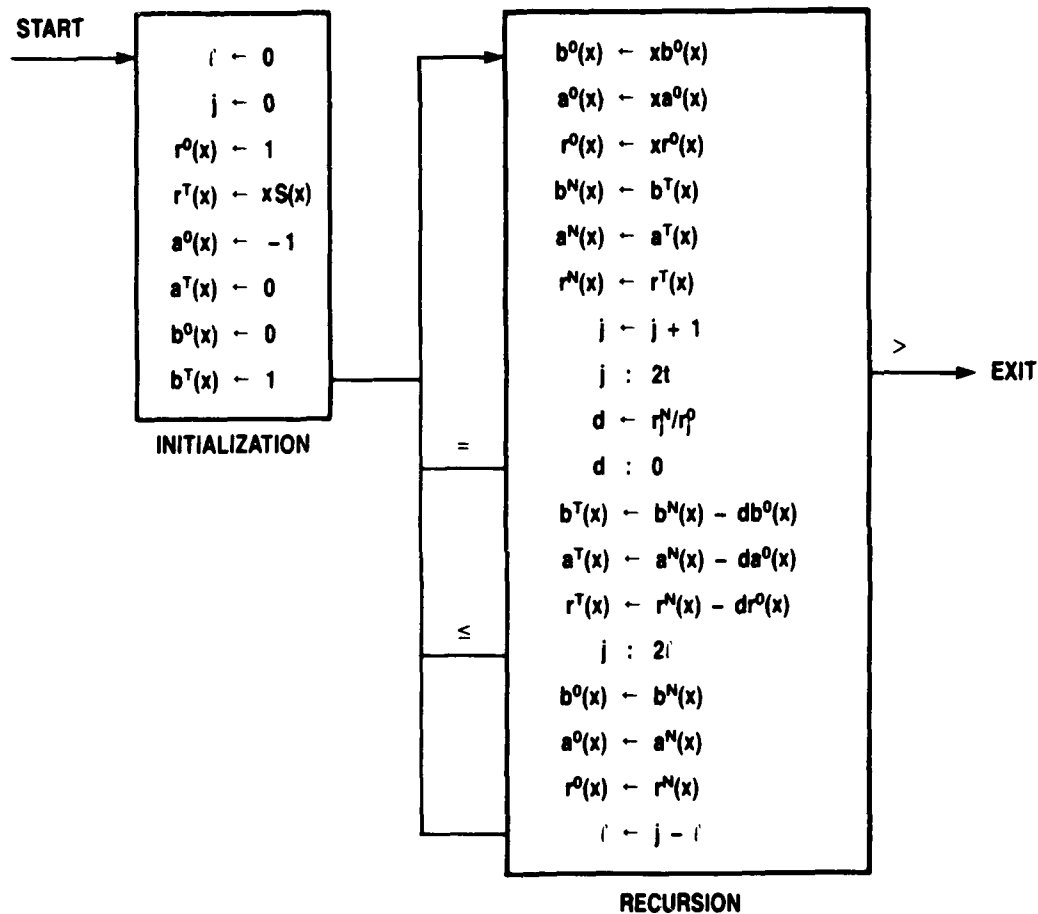 START
ℓ ← 0
j ← 0
r⁰(x) ← 1
rᵀ(x) ← xS(x)
a⁰(x) ← -1
aᵀ(x) ← 0
b⁰(x) ← 0
bᵀ(x) ← 1
INITIALIZATION
b⁰(x) ← xb⁰(x)
a⁰(x) ← xa⁰(x)
r⁰(x) ← xr⁰(x)
bᴺ(x) ← bᵀ(x)
aᴺ(x) ← aᵀ(x)
rᴺ(x) ← rᵀ(x)
j ← j + 1
j : 2t
>
EXIT
d ← rⱼᴺ/rⱼ⁰
d : 0
=
bᵀ(x) ← bᴺ(x) - db⁰(x)
aᵀ(x) ← aᴺ(x) - da⁰(x)
rᵀ(x) ← rᴺ(x) - dr⁰(x)
j : 2ℓ
≤
b⁰(x) ← bᴺ(x)
a⁰(x) ← aᴺ(x)
r⁰(x) ← rᴺ(x)
ℓ ← j - ℓ
RECURSION